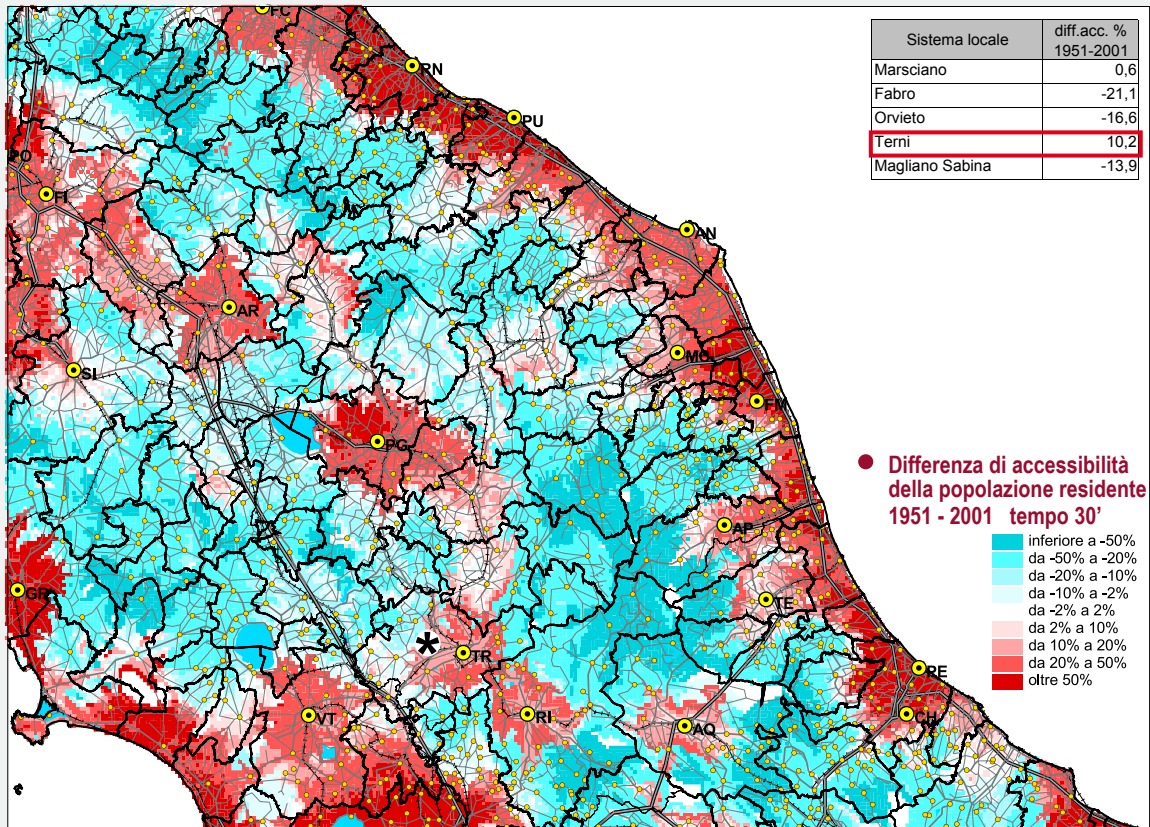 FC
RN
PU
PO
FI
AN
AR
MC
SI
PG
AP
GR
TE
*
TR
PE
VT
RI
CH
AQ
Sistema locale diff.acc. %
1951-2001
Marsciano 0,6
Fabro -21,1
Orvieto -16,6
Terni 10,2
Magliano Sabina -13,9
Differenza di accessibilità
della popolazione residente
1951 - 2001 tempo 30’
inferiore a -50%
da -50% a -20%
da -20% a -10%
da -10% a -2%
da -2% a 2%
da 2% a 10%
da 10% a 20%
da 20% a 50%
oltre 50%